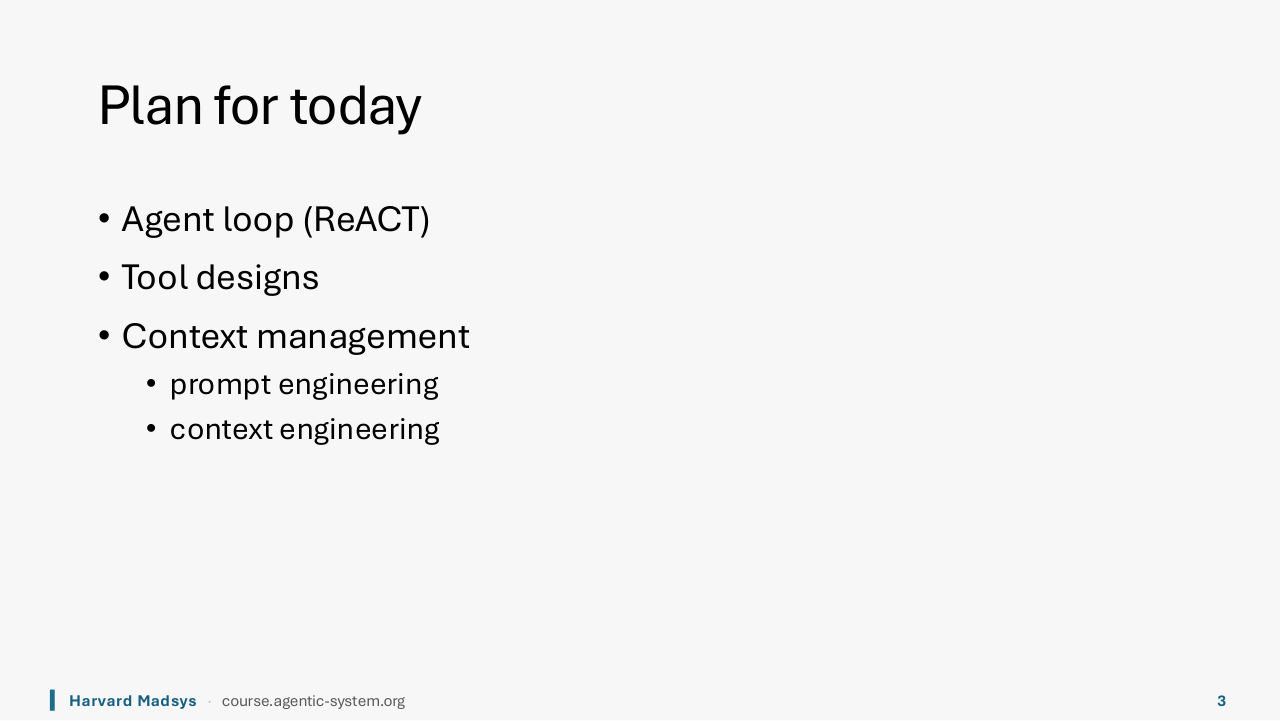 Plan for today
• Agent loop (ReACT)
• Tool designs
• Context management
• prompt engineering
• context engineering
Harvard Madsys · course.agentic-system.org
3